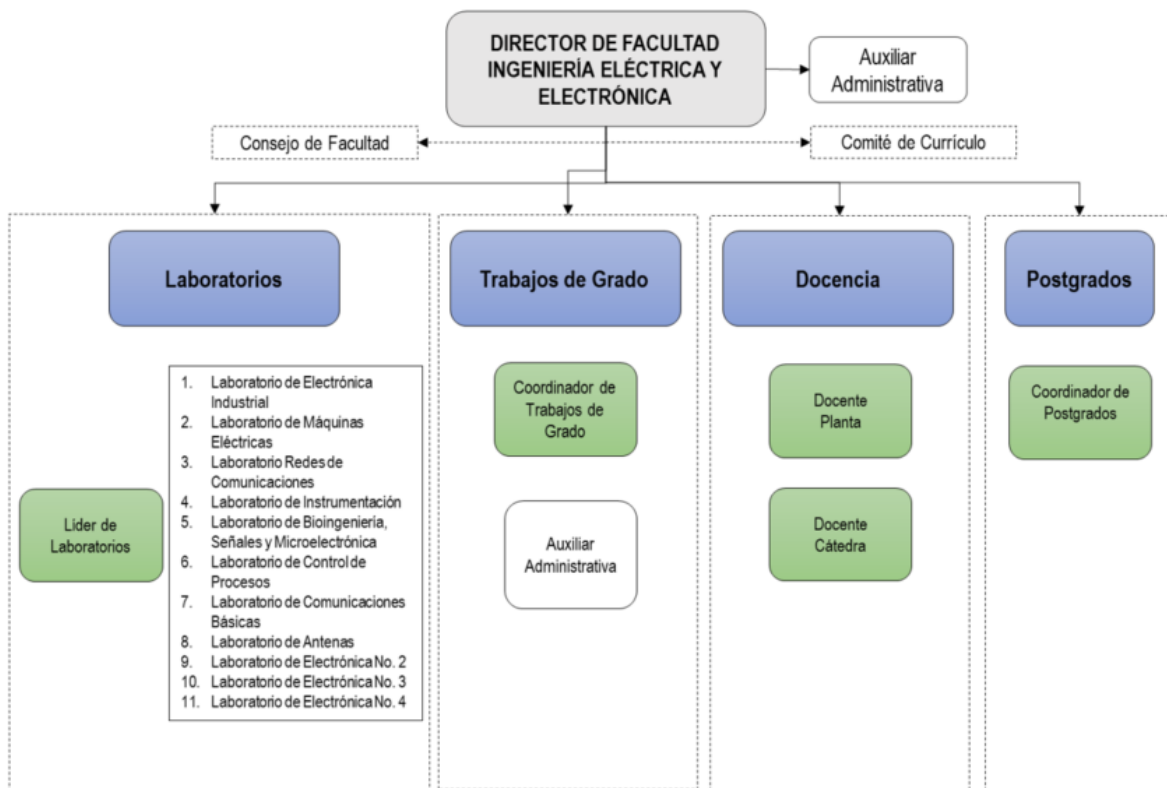 DIRECTOR DE FACULTAD
INGENIERÍA ELÉCTRICA Y
ELECTRÓNICA
Auxiliar
Administrativa
Consejo de Facultad
Comité de Currículo
Laboratorios
Trabajos de Grado
Docencia
Postgrados
Líder de
Laboratorios
1. Laboratorio de Electrónica
Industrial
2. Laboratorio de Máquinas
Eléctricas
3. Laboratorio Redes de
Comunicaciones
4. Laboratorio de Instrumentación
5. Laboratorio de Bioingeniería,
Señales y Microelectrónica
6. Laboratorio de Control de
Procesos
7. Laboratorio de Comunicaciones
Básicas
8. Laboratorio de Antenas
9. Laboratorio de Electrónica No. 2
10. Laboratorio de Electrónica No. 3
11. Laboratorio de Electrónica No. 4
Coordinador de
Trabajos de
Grado
Auxiliar
Administrativa
Docente
Planta
Docente
Cátedra
Coordinador de
Postgrados